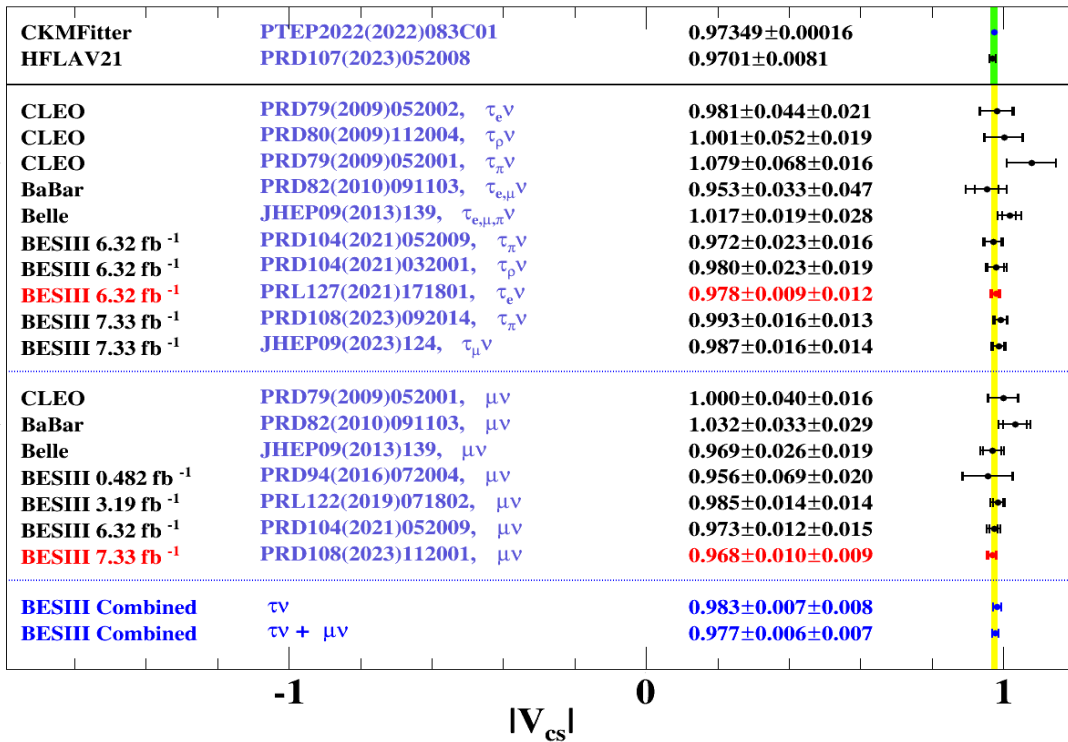 CKMFitter PTEP2022(2022)083C01 0.97349±0.00016
HFLAV21 PRD107(2023)052008 0.9701±0.0081
CLEO PRD79(2009)052002, τ_eν 0.981±0.044±0.021
CLEO PRD80(2009)112004, τ_ρν 1.001±0.052±0.019
CLEO PRD79(2009)052001, τ_πν 1.079±0.068±0.016
BaBar PRD82(2010)091103, τ_e,μν 0.953±0.033±0.047
Belle JHEP09(2013)139, τ_e,μ,πν 1.017±0.019±0.028
BESIII 6.32 fb⁻¹ PRD104(2021)052009, τ_πν 0.972±0.023±0.016
BESIII 6.32 fb⁻¹ PRD104(2021)032001, τ_ρν 0.980±0.023±0.019
BESIII 6.32 fb⁻¹ PRL127(2021)171801, τ_eν 0.978±0.009±0.012
BESIII 7.33 fb⁻¹ PRD108(2023)092014, τ_πν 0.993±0.016±0.013
BESIII 7.33 fb⁻¹ JHEP09(2023)124, τ_μν 0.987±0.016±0.014
CLEO PRD79(2009)052001, μν 1.000±0.040±0.016
BaBar PRD82(2010)091103, μν 1.032±0.033±0.029
Belle JHEP09(2013)139, μν 0.969±0.026±0.019
BESIII 0.482 fb⁻¹ PRD94(2016)072004, μν 0.956±0.069±0.020
BESIII 3.19 fb⁻¹ PRL122(2019)071802, μν 0.985±0.014±0.014
BESIII 6.32 fb⁻¹ PRD104(2021)052009, μν 0.973±0.012±0.015
BESIII 7.33 fb⁻¹ PRD108(2023)112001, μν 0.968±0.010±0.009
BESIII Combined τν 0.983±0.007±0.008
BESIII Combined τν + μν 0.977±0.006±0.007
-1 0 1
|V_cs|